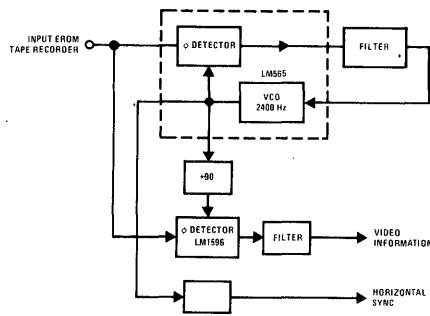 INPUT EROM
TAPE RECORDER
φ DETECTOR
FILTER
LM565
VCO
2400 Hz
+90
φ DETECTOR
LM1596
FILTER
VIDEO
INFORMATION
HORIZONTAL
SYNC